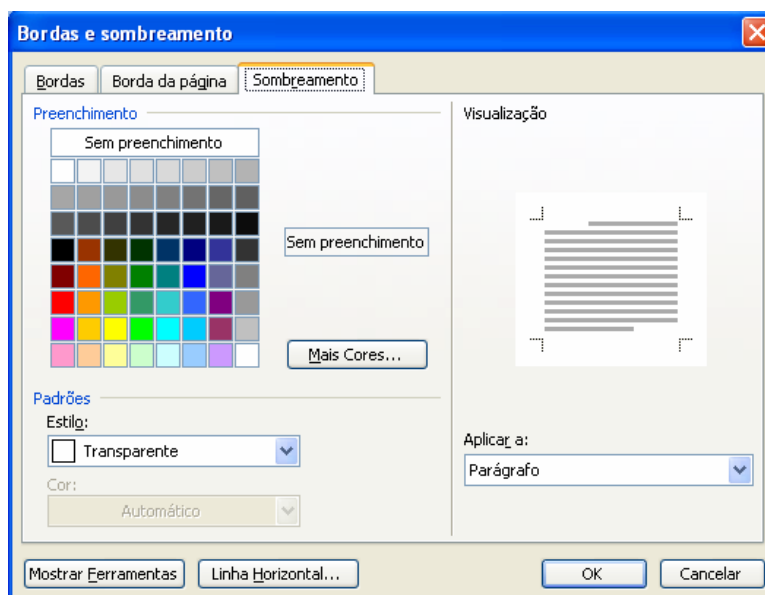 Bordas e sombreamento
Bordas Borda da página Sombreamento
Preenchimento
Sem preenchimento
Sem preenchimento
Mais Cores...
Padrões
Estilo:
Transparente
Cor:
Automático
Visualização
Aplicar a:
Parágrafo
Mostrar Ferramentas Linha Horizontal... OK Cancelar